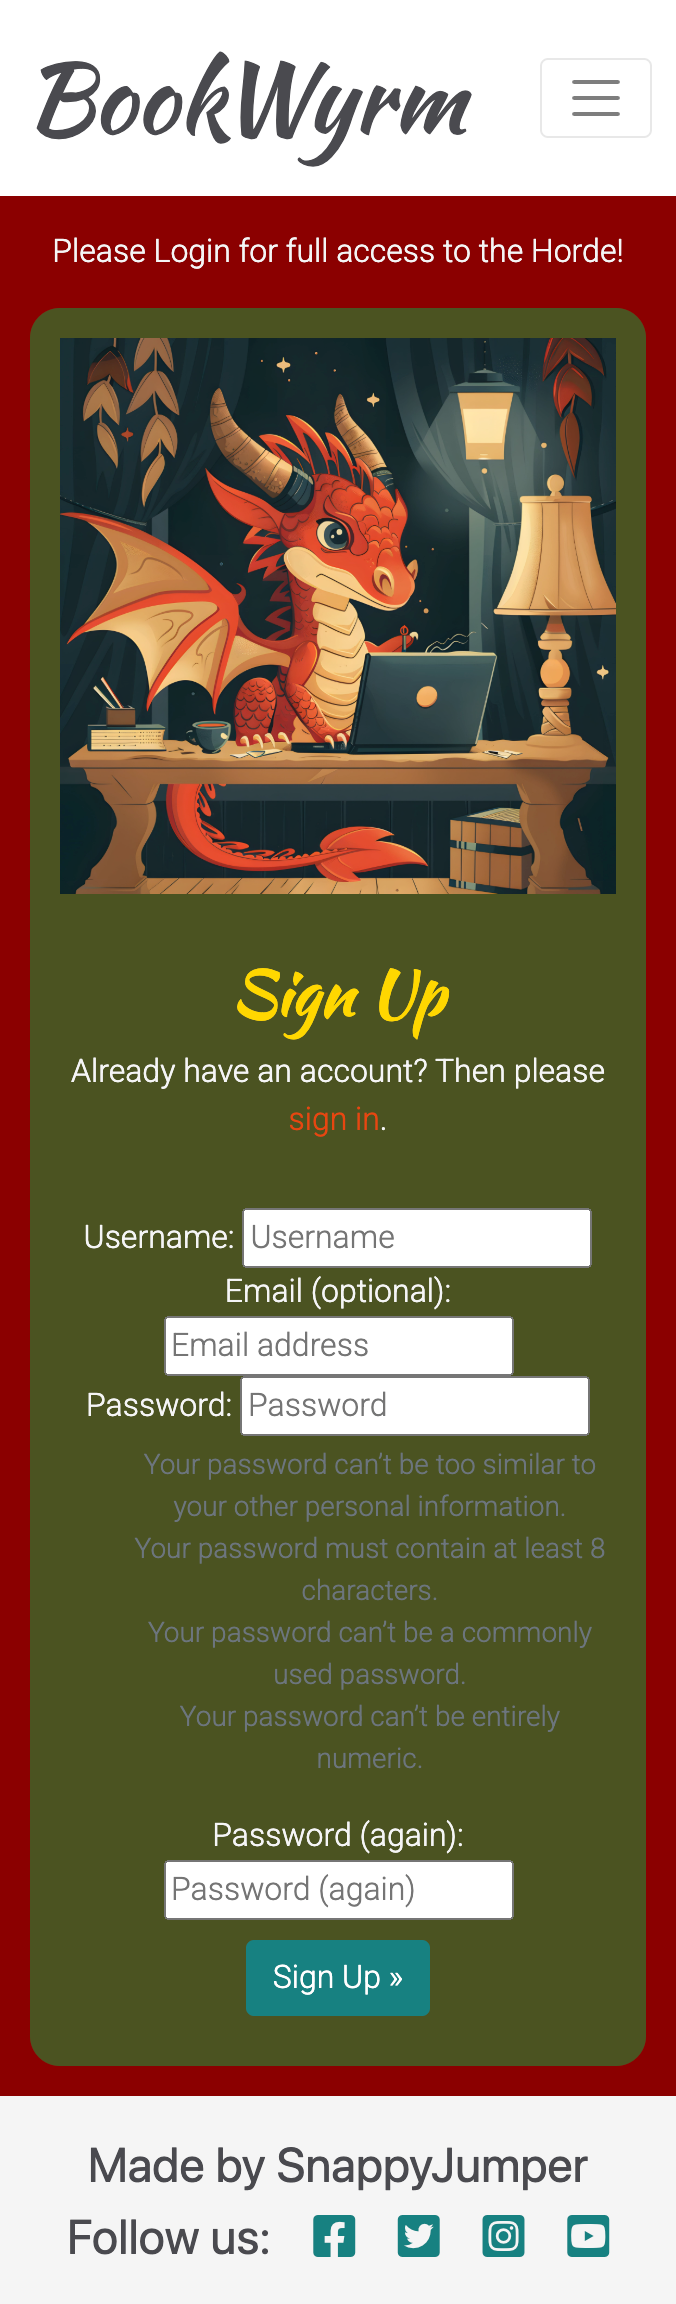 BookWyrm
Please Login for full access to the Horde!
Sign Up
Already have an account? Then please
sign in.
Username: Username
Email (optional):
Email address
Password: Password
Your password can’t be too similar to
your other personal information.
Your password must contain at least 8
characters.
Your password can’t be a commonly
used password.
Your password can’t be entirely
numeric.
Password (again):
Password (again)
Sign Up »
Made by SnappyJumper
Follow us: